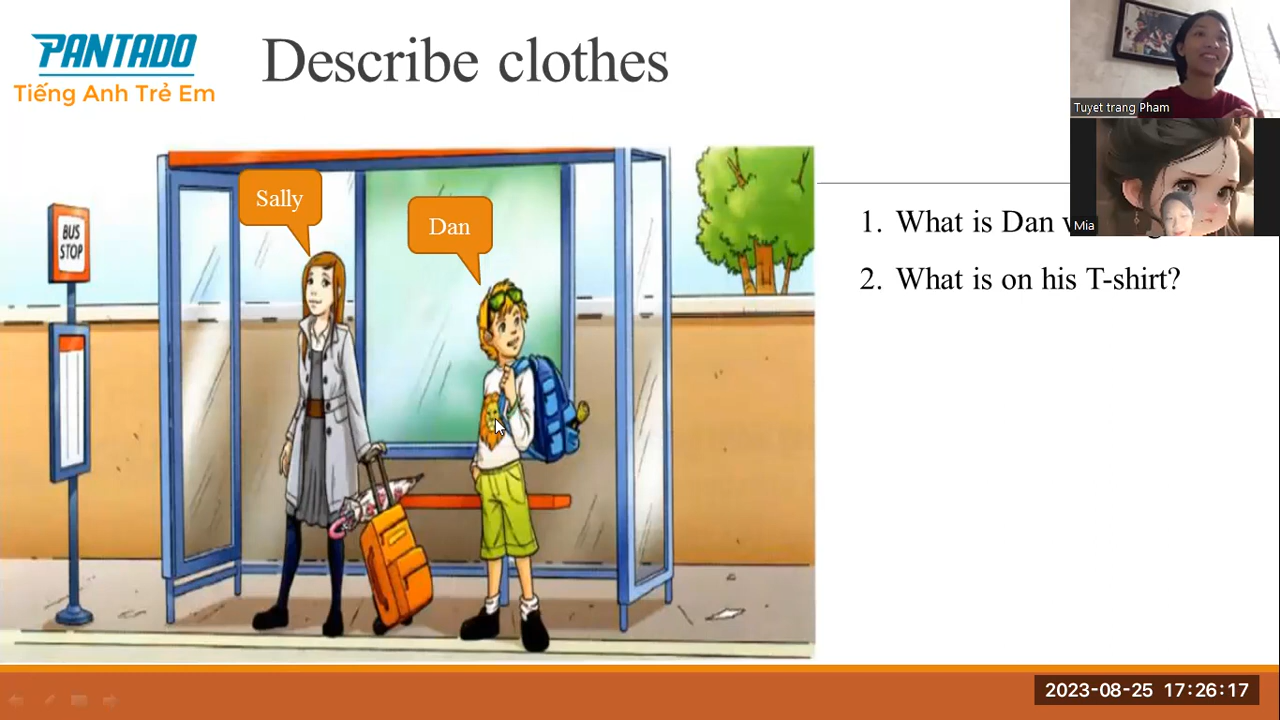 PANTADO
Tiếng Anh Trẻ Em
Describe clothes
Tuyet trang Pham
Mia
Sally
Dan
BUS
STOP
1. What is Dan
2. What is on his T-shirt?
2023-08-25 17:26:17